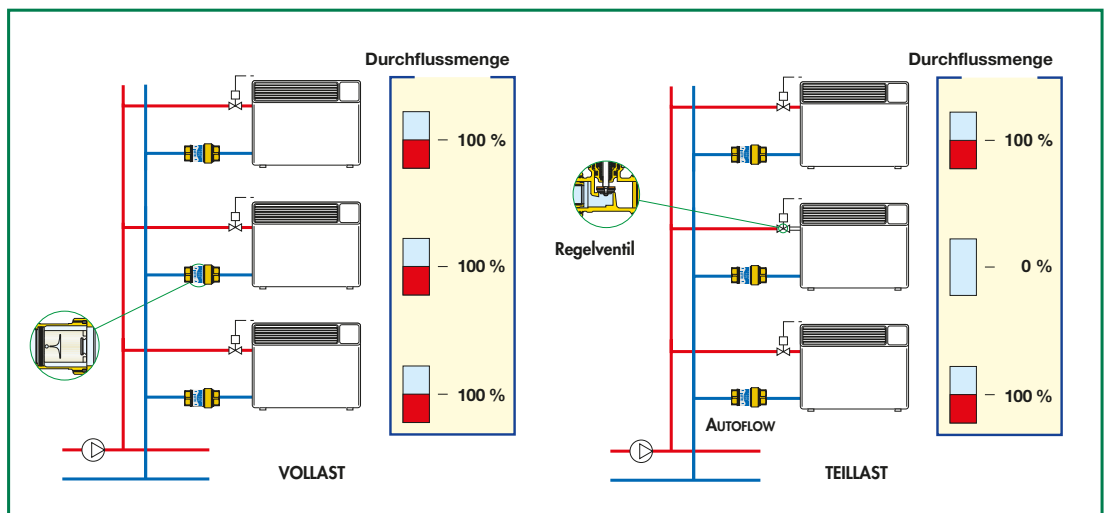 Durchflussmenge
100 %
100 %
100 %
VOLLAST
Durchflussmenge
100 %
Regelventil
0 %
100 %
AUTOFLOW
TEILLAST